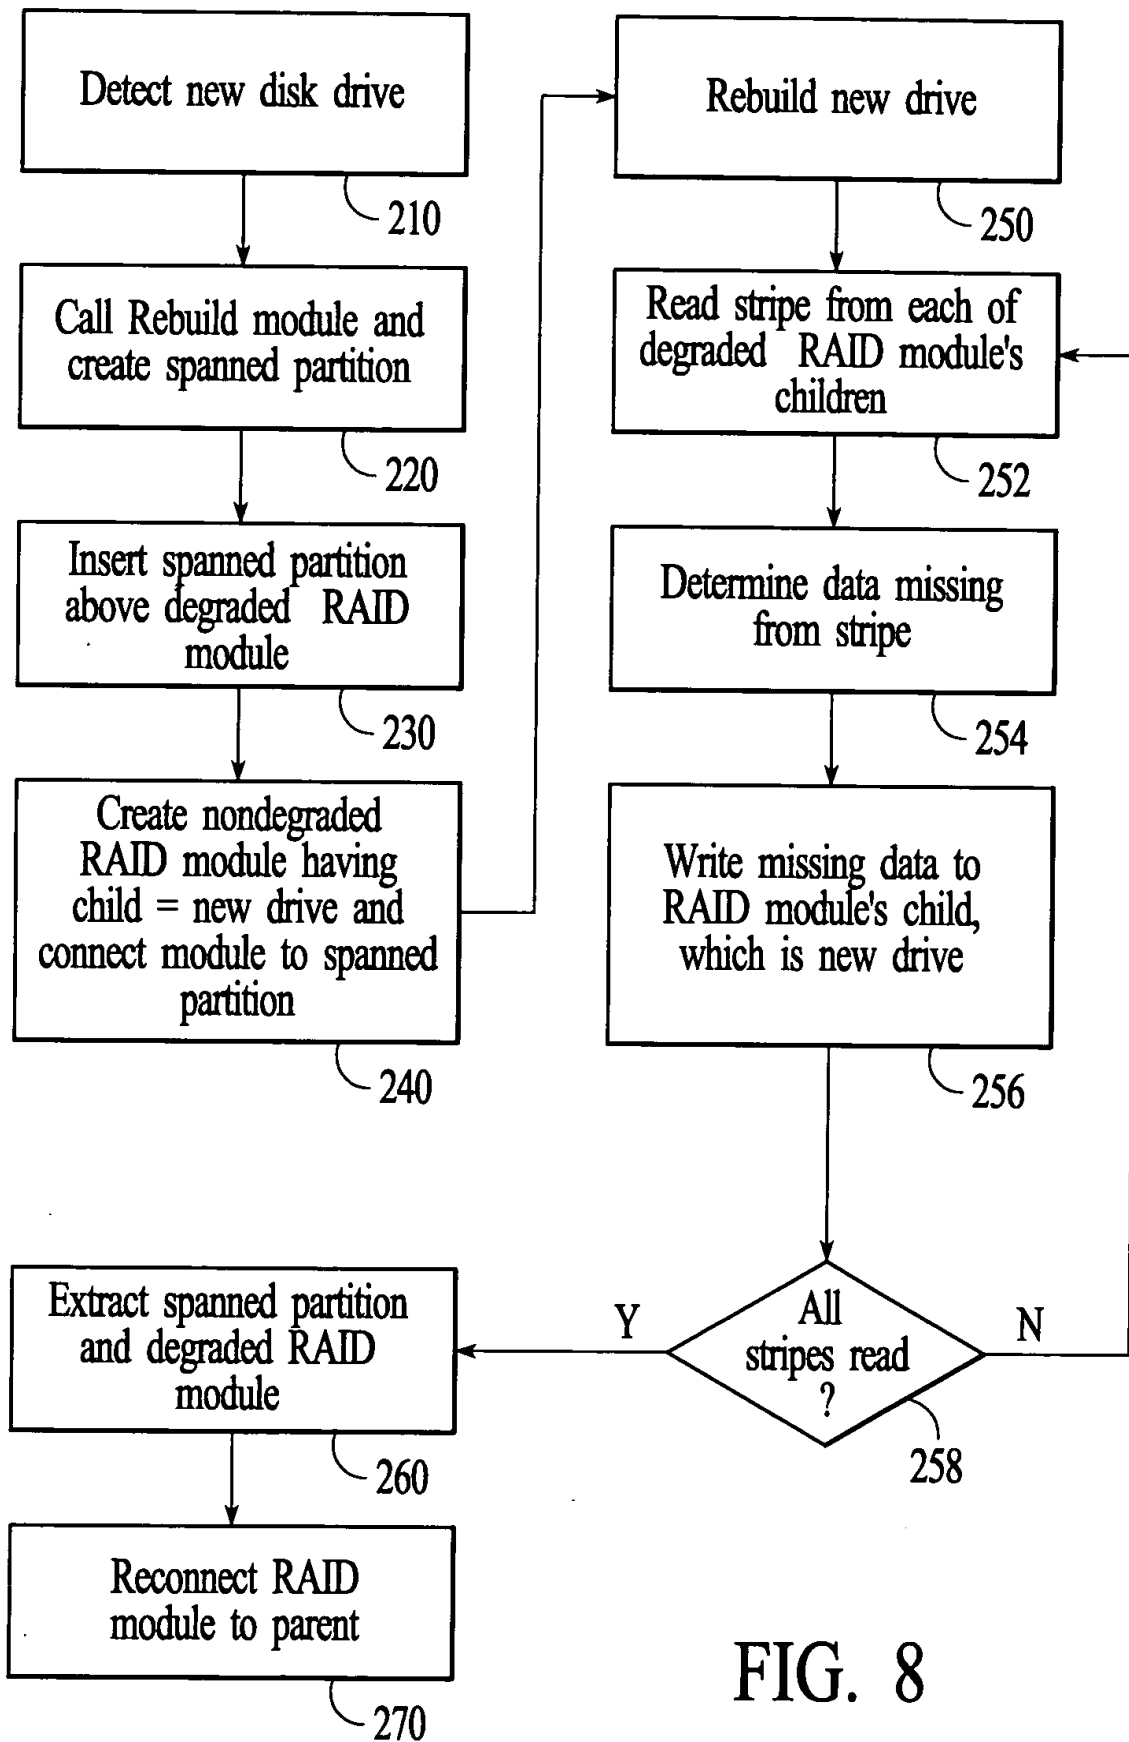 Detect new disk drive
210
Call Rebuild module and
create spanned partition
220
Insert spanned partition
above degraded RAID
module
230
Create nondegraded
RAID module having
child = new drive and
connect module to spanned
partition
240
Rebuild new drive
250
Read stripe from each of
degraded RAID module's
children
252
Determine data missing
from stripe
254
Write missing data to
RAID module's child,
which is new drive
256
All
stripes read
?
258
Y
N
Extract spanned partition
and degraded RAID
module
260
Reconnect RAID
module to parent
270
FIG. 8